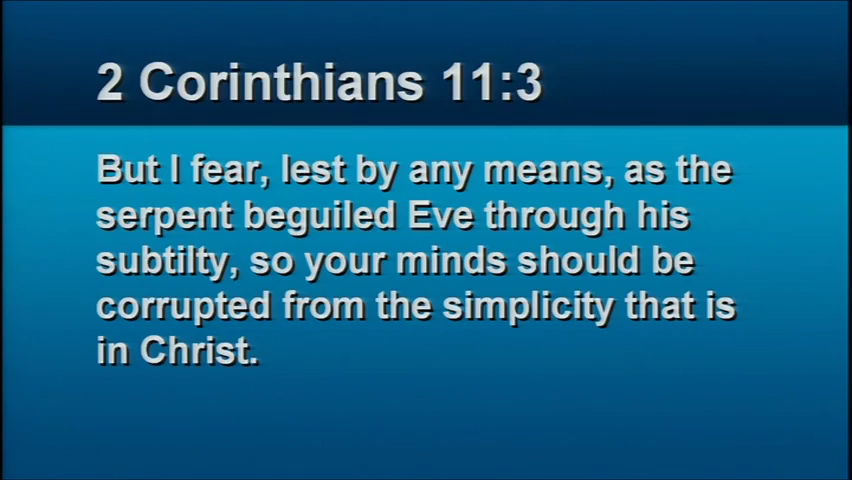 2 Corinthians 11:3
But I fear, lest by any means, as the
serpent beguiled Eve through his
subtilty, so your minds should be
corrupted from the simplicity that is
in Christ.